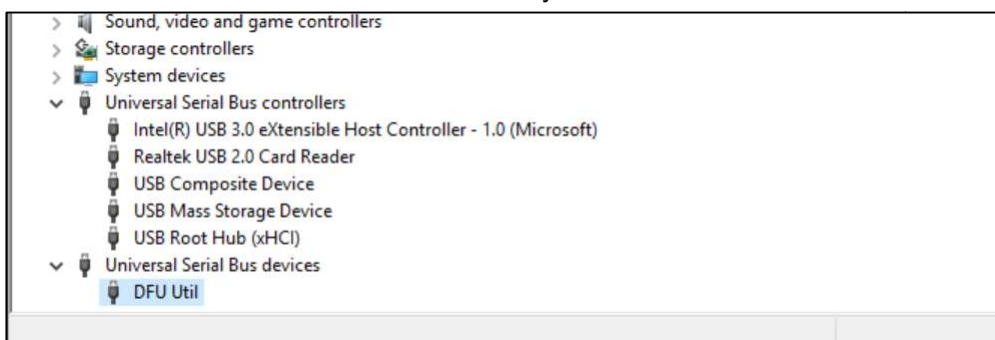 Sound, video and game controllers
Storage controllers
System devices
Universal Serial Bus controllers
Intel(R) USB 3.0 eXtensible Host Controller - 1.0 (Microsoft)
Realtek USB 2.0 Card Reader
USB Composite Device
USB Mass Storage Device
USB Root Hub (xHCI)
Universal Serial Bus devices
DFU Util